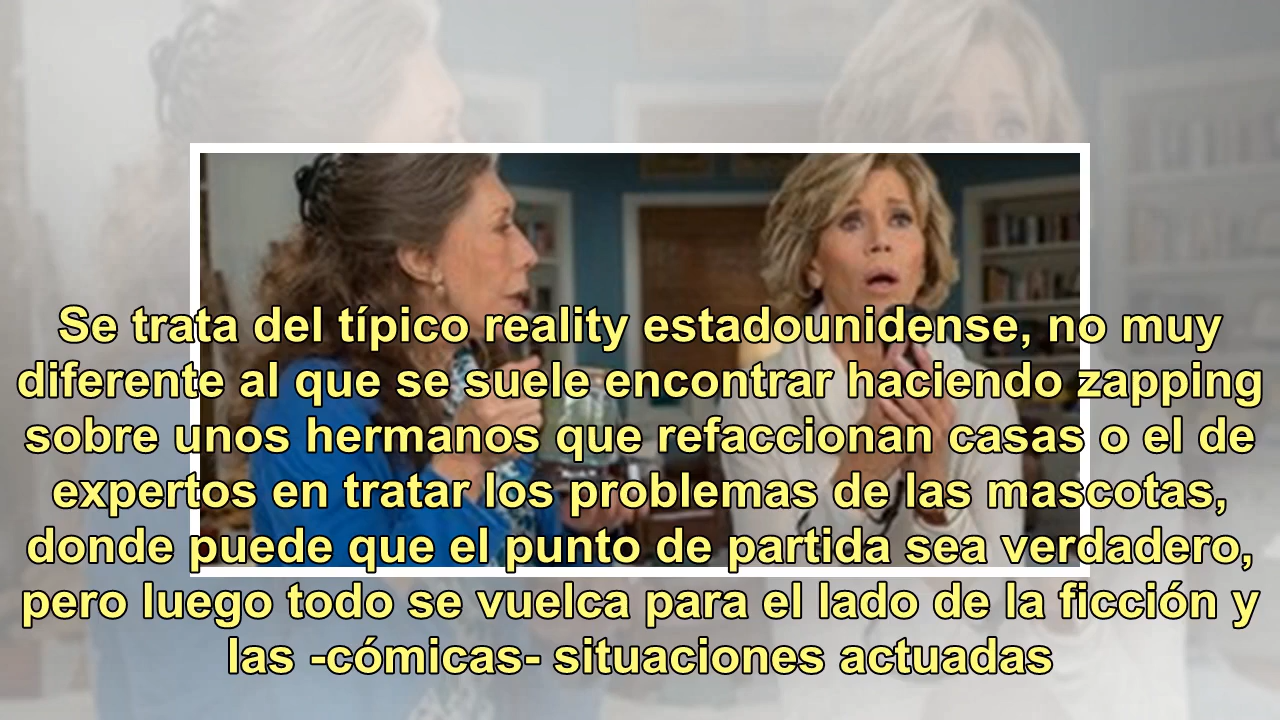 Se trata del típico reality estadounidense, no muy
diferente al que se suele encontrar haciendo zapping
sobre unos hermanos que refaccionan casas o el de
expertos en tratar los problemas de las mascotas,
donde puede que el punto de partida sea verdadero,
pero luego todo se vuelca para el lado de la ficción y
las -cómicas- situaciones actuadas